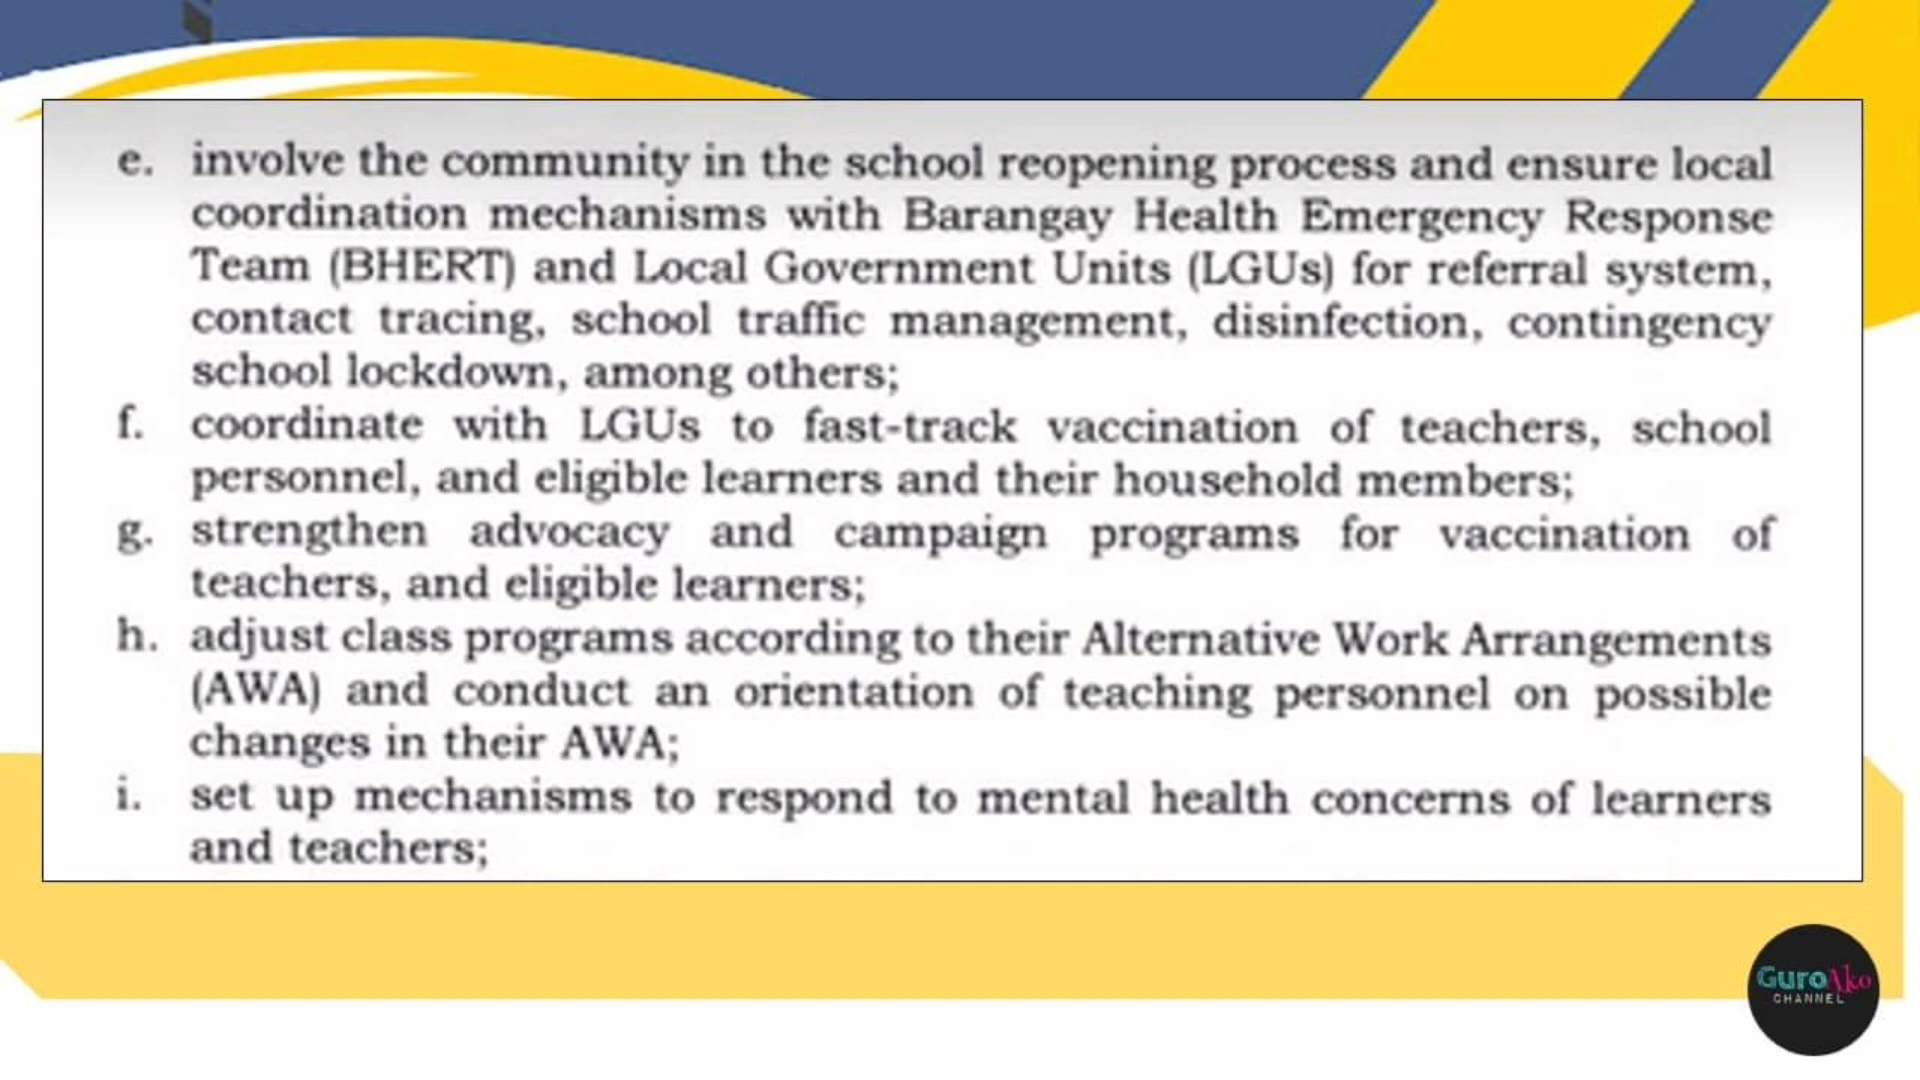 e. involve the community in the school reopening process and ensure local
coordination mechanisms with Barangay Health Emergency Response
Team (BHERT) and Local Government Units (LGUs) for referral system,
contact tracing, school traffic management, disinfection, contingency
school lockdown, among others;
f. coordinate with LGUs to fast-track vaccination of teachers, school
personnel, and eligible learners and their household members;
g. strengthen advocacy and campaign programs for vaccination of
teachers, and eligible learners;
h. adjust class programs according to their Alternative Work Arrangements
(AWA) and conduct an orientation of teaching personnel on possible
changes in their AWA;
i. set up mechanisms to respond to mental health concerns of learners
and teachers;
GuroAko
CHANNEL